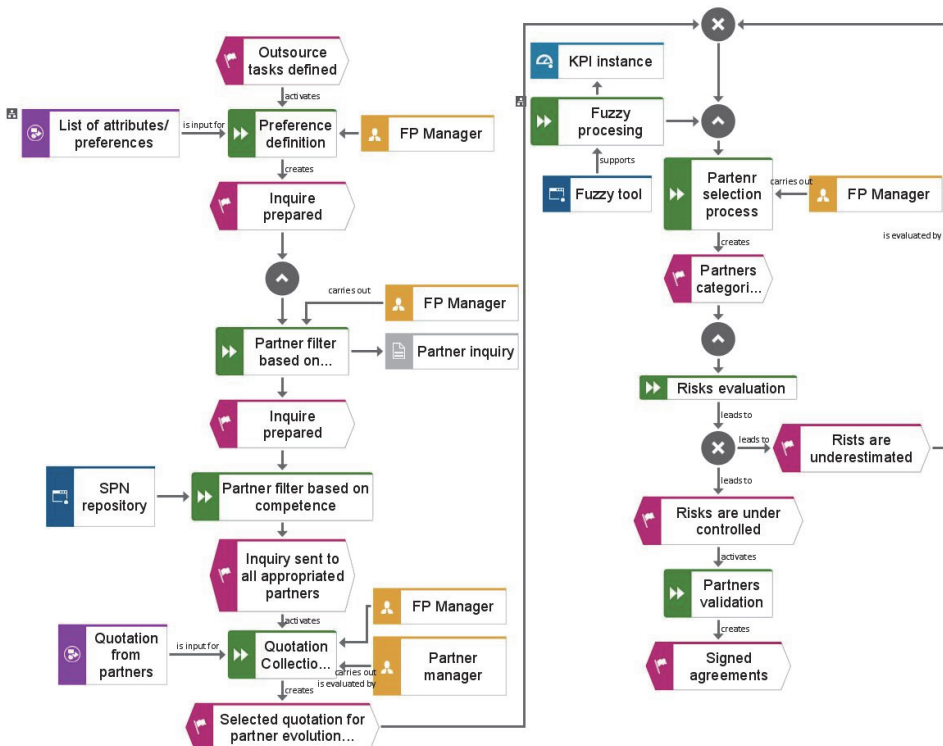 Outsource
tasks defined
activates
List of attributes/
preferences
is input for
Preference
definition
FP Manager
creates
Inquire
prepared
carries out
FP Manager
Partner filter
based on...
Partner inquiry
Inquire
prepared
SPN
repository
Partner filter based on
competence
Inquiry sent to
all appropriated
partners
activates
FP Manager
Quotation
from
partners
is input for
Quotation
Collectio...
carries out
is evaluated by
Partner
manager
creates
Selected quotation for
partner evolution...
KPI instance
Fuzzy
procesing
supports
Fuzzy tool
Partenr
selection
process
carries out
FP Manager
is evaluated by
creates
Partners
categori...
Risks evaluation
leads to
leads to
Rists are
underestimated
leads to
Risks are under
controlled
activates
Partners
validation
creates
Signed
agreements